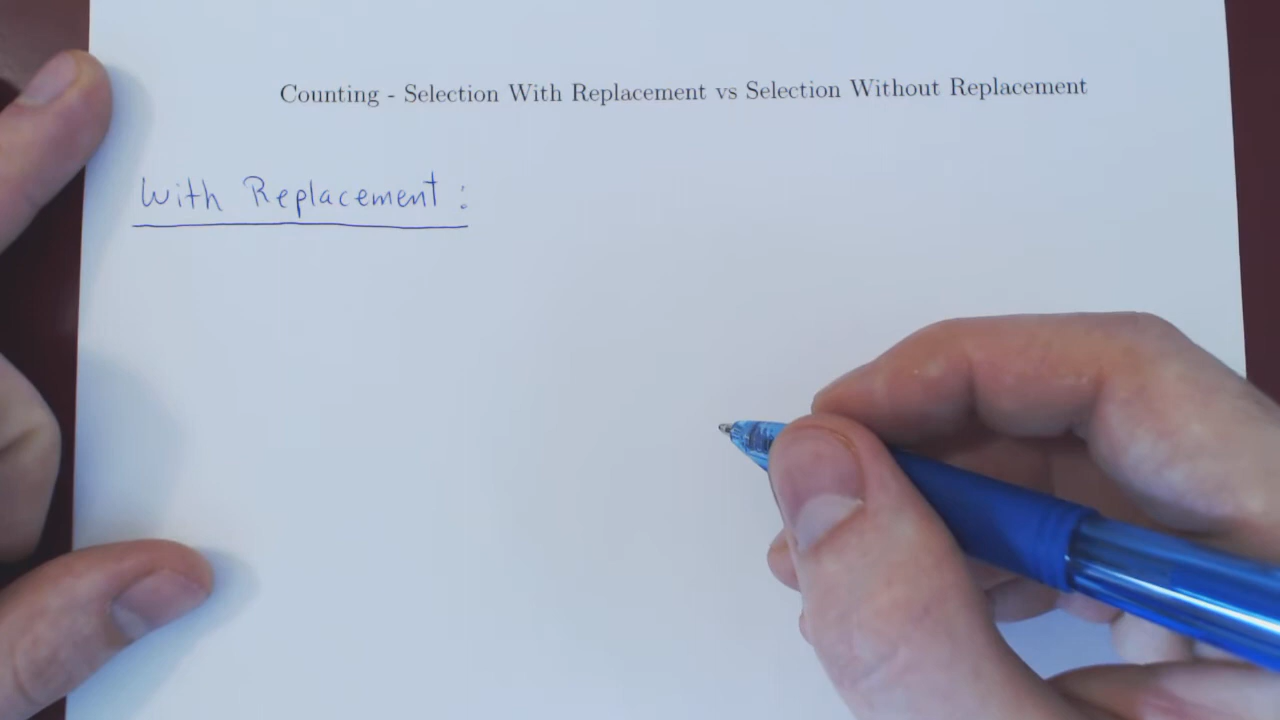 Counting - Selection With Replacement vs Selection Without Replacement
With Replacement :